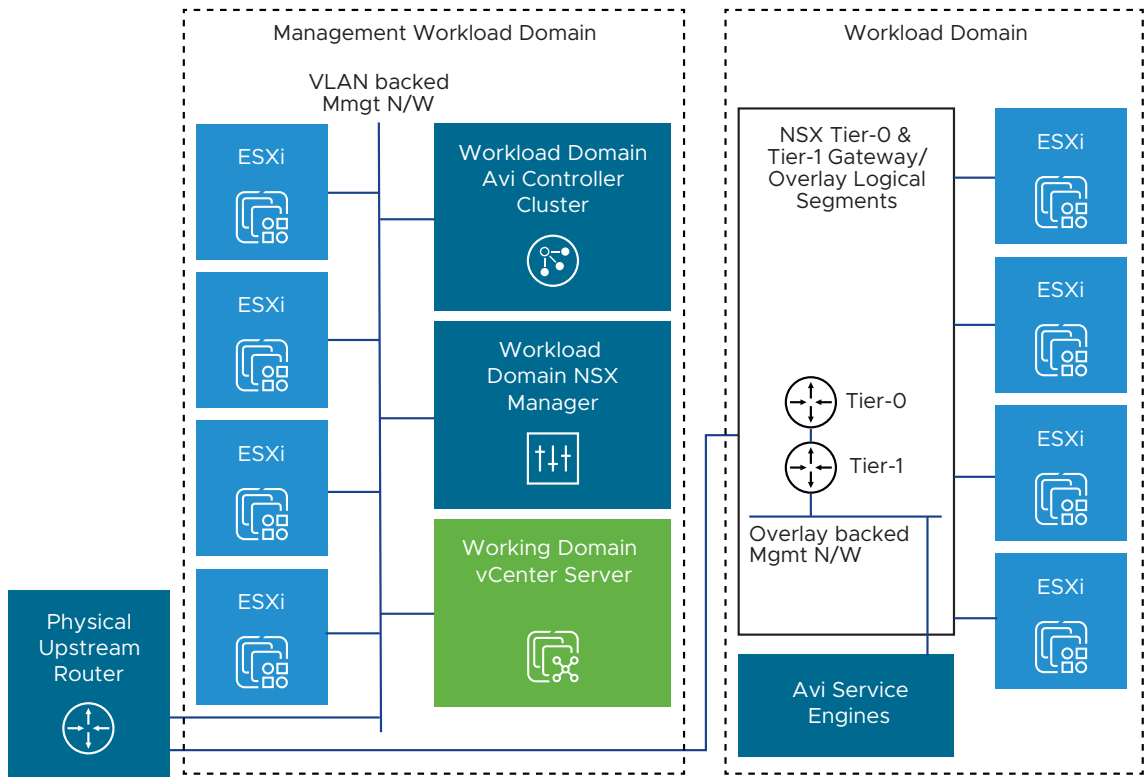 Management Workload Domain
VLAN backed
Mmgt N/W
ESXi
ESXi
ESXi
ESXi
Workload Domain
Avi Controller
Cluster
Workload
Domain NSX
Manager
Working Domain
vCenter Server
Physical
Upstream
Router
Workload Domain
NSX Tier-0 &
Tier-1 Gateway/
Overlay Logical
Segments
Tier-0
Tier-1
Overlay backed
Mgmt N/W
Avi Service
Engines
ESXi
ESXi
ESXi
ESXi